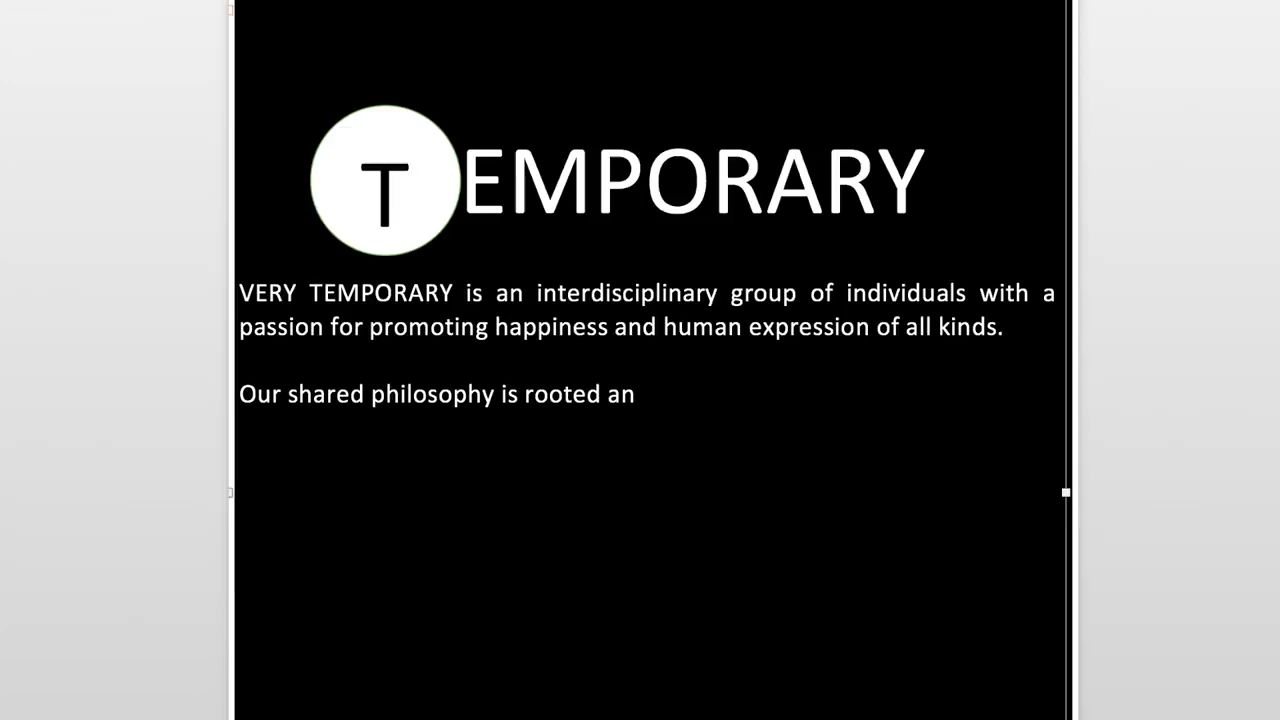 TEMPORARY
VERY TEMPORARY is an interdisciplinary group of individuals with a
passion for promoting happiness and human expression of all kinds.
Our shared philosophy is rooted an